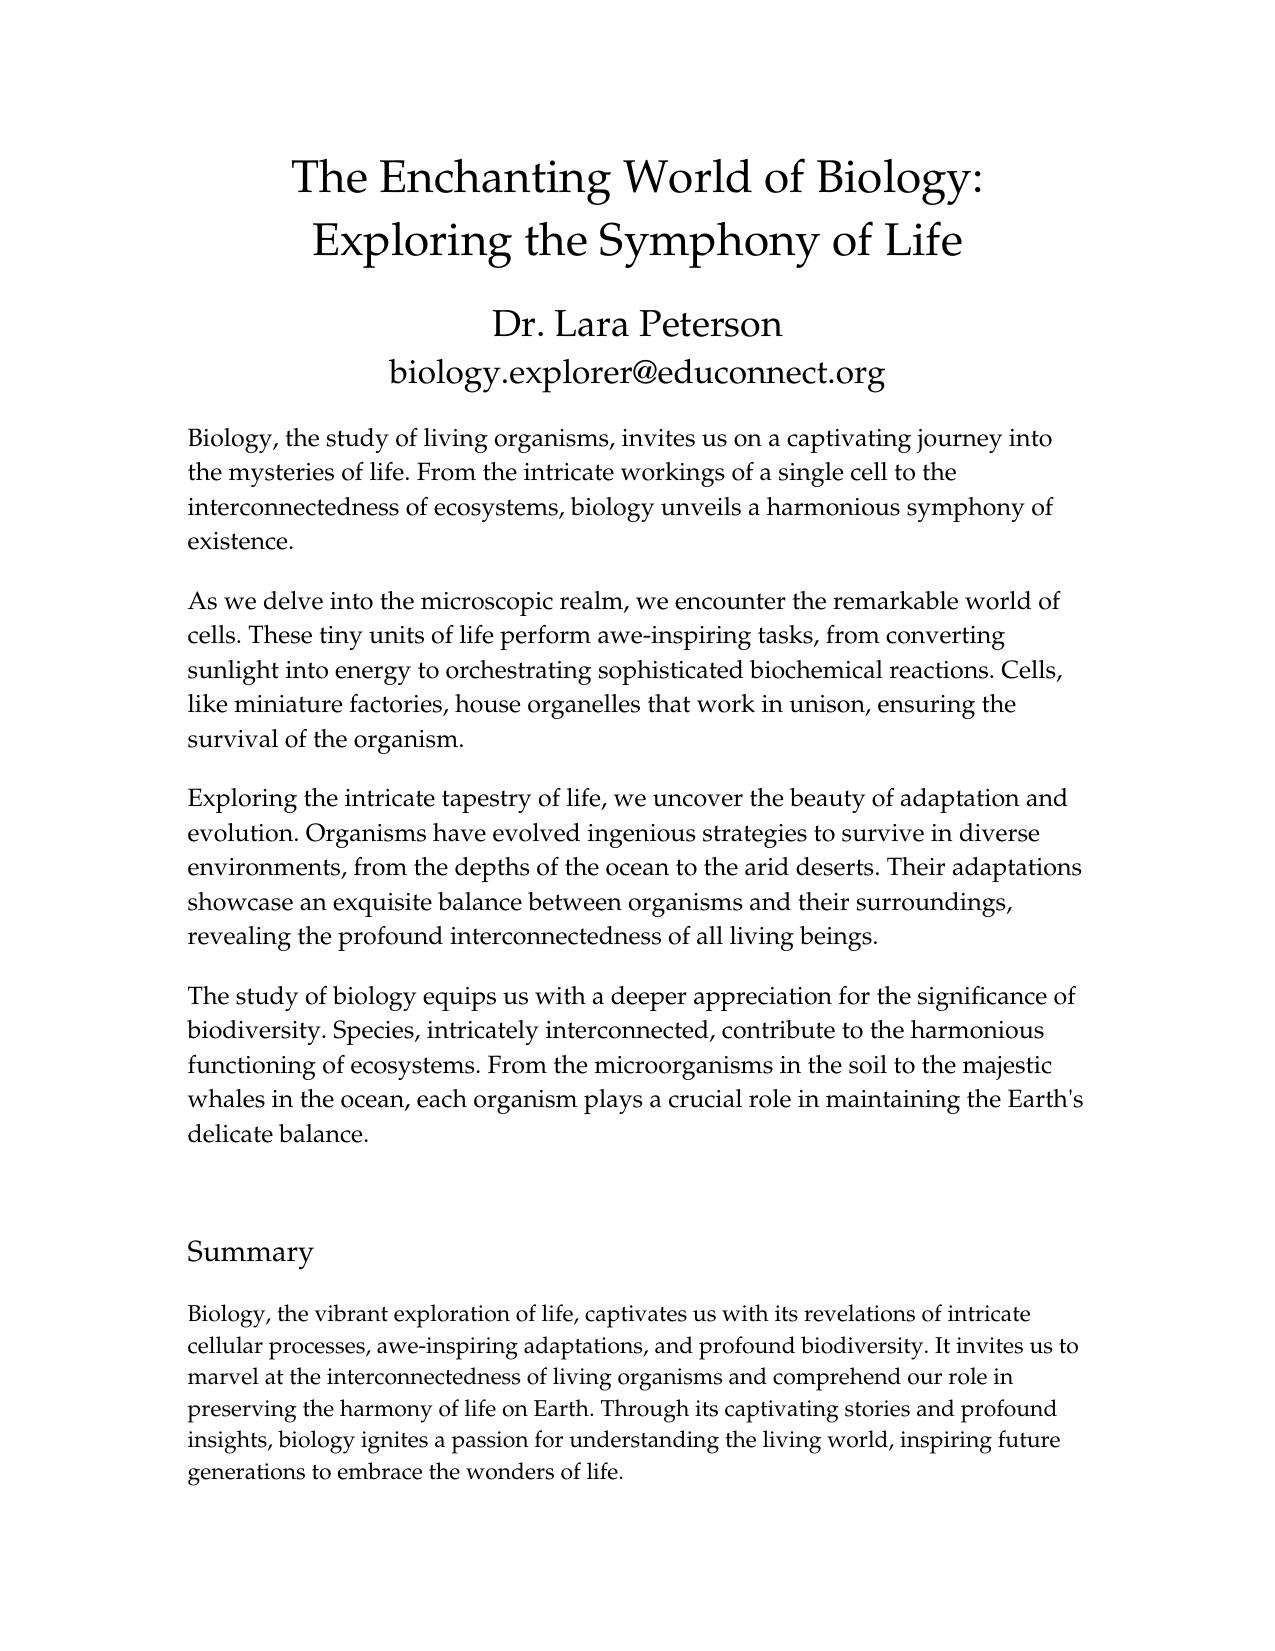 The Enchanting World of Biology:
Exploring the Symphony of Life
Dr. Lara Peterson
biology.explorer@educonnect.org
Biology, the study of living organisms, invites us on a captivating journey into
the mysteries of life. From the intricate workings of a single cell to the
interconnectedness of ecosystems, biology unveils a harmonious symphony of
existence.
As we delve into the microscopic realm, we encounter the remarkable world of
cells. These tiny units of life perform awe-inspiring tasks, from converting
sunlight into energy to orchestrating sophisticated biochemical reactions. Cells,
like miniature factories, house organelles that work in unison, ensuring the
survival of the organism.
Exploring the intricate tapestry of life, we uncover the beauty of adaptation and
evolution. Organisms have evolved ingenious strategies to survive in diverse
environments, from the depths of the ocean to the arid deserts. Their adaptations
showcase an exquisite balance between organisms and their surroundings,
revealing the profound interconnectedness of all living beings.
The study of biology equips us with a deeper appreciation for the significance of
biodiversity. Species, intricately interconnected, contribute to the harmonious
functioning of ecosystems. From the microorganisms in the soil to the majestic
whales in the ocean, each organism plays a crucial role in maintaining the Earth's
delicate balance.
Summary
Biology, the vibrant exploration of life, captivates us with its revelations of intricate
cellular processes, awe-inspiring adaptations, and profound biodiversity. It invites us to
marvel at the interconnectedness of living organisms and comprehend our role in
preserving the harmony of life on Earth. Through its captivating stories and profound
insights, biology ignites a passion for understanding the living world, inspiring future
generations to embrace the wonders of life.